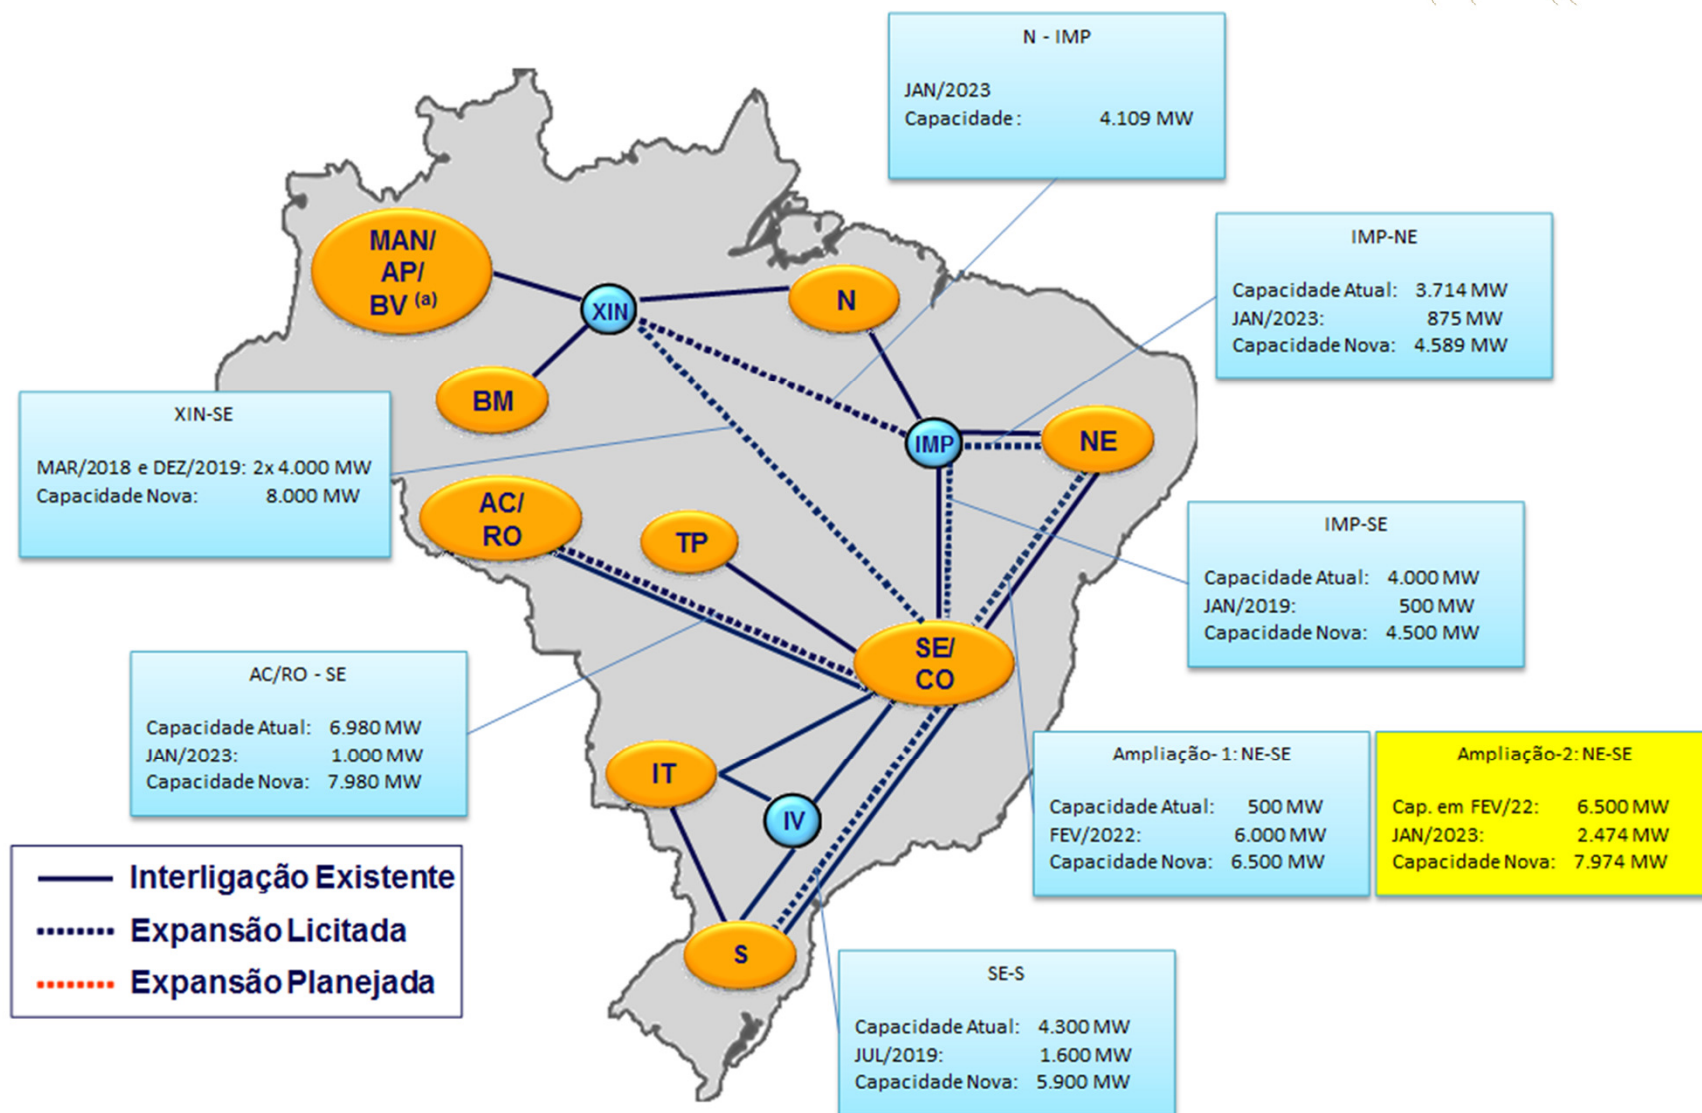 N - IMP
JAN/2023
Capacidade: 4.109 MW
IMP-NE
Capacidade Atual: 3.714 MW
JAN/2023: 875 MW
Capacidade Nova: 4.589 MW
MAN/
AP/
BV (a)
XIN
N
BM
IMP
NE
XIN-SE
MAR/2018 e DEZ/2019: 2x 4.000 MW
Capacidade Nova: 8.000 MW
AC/
RO
TP
IMP-SE
Capacidade Atual: 4.000 MW
JAN/2019: 500 MW
Capacidade Nova: 4.500 MW
SE/
CO
AC/RO - SE
Capacidade Atual: 6.980 MW
JAN/2023: 1.000 MW
Capacidade Nova: 7.980 MW
IT
IV
Ampliação- 1: NE-SE
Capacidade Atual: 500 MW
FEV/2022: 6.000 MW
Capacidade Nova: 6.500 MW
Ampliação-2: NE-SE
Cap. em FEV/22: 6.500 MW
JAN/2023: 2.474 MW
Capacidade Nova: 7.974 MW
Interligação Existente
Expansão Licitada
Expansão Planejada
S
SE-S
Capacidade Atual: 4.300 MW
JUL/2019: 1.600 MW
Capacidade Nova: 5.900 MW